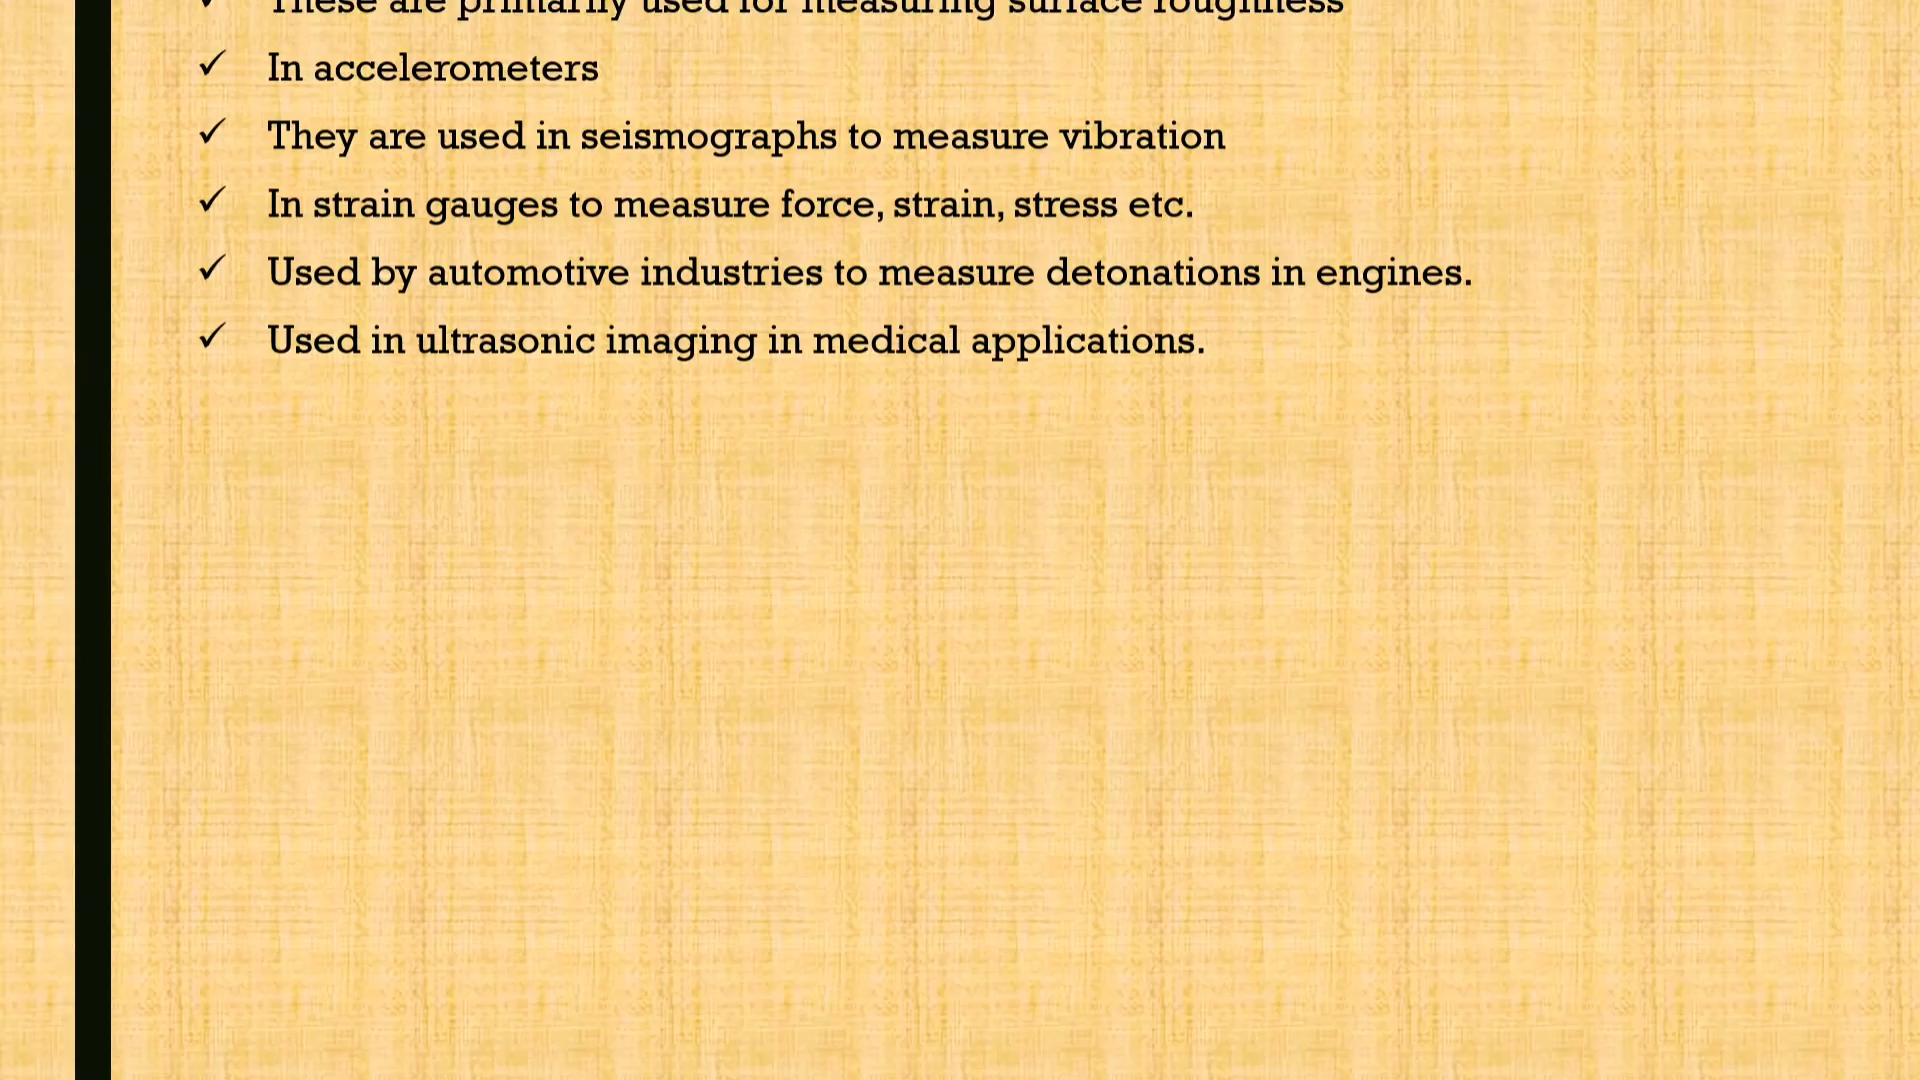 ✓ These are primarily used for measuring surface roughness
✓ In accelerometers
✓ They are used in seismographs to measure vibration
✓ In strain gauges to measure force, strain, stress etc.
✓ Used by automotive industries to measure detonations in engines.
✓ Used in ultrasonic imaging in medical applications.